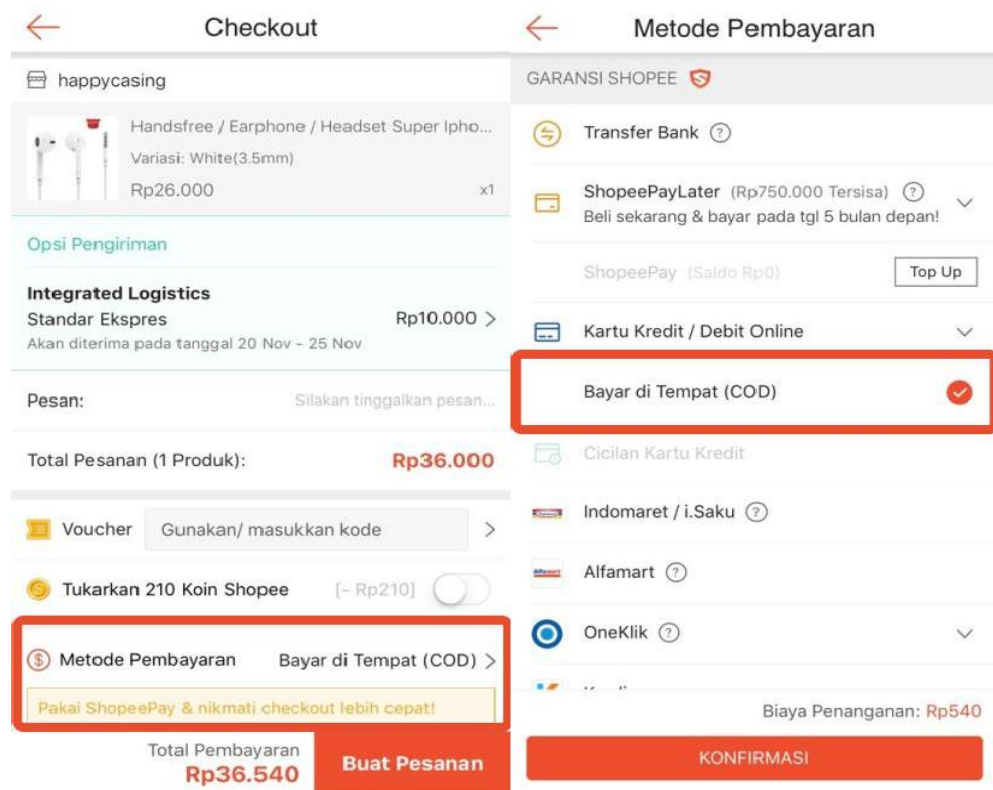 Checkout
happycasing
Handsfree / Earphone / Headset Super Ipho...
Variasi: White(3.5mm)
Rp26.000 x1
Opsi Pengiriman
Integrated Logistics
Standar Ekspres Rp10.000
Akan diterima pada tanggal 20 Nov - 25 Nov
Pesan: Silakan tinggalkan pesan...
Total Pesanan (1 Produk): Rp36.000
Voucher Gunakan/ masukkan kode
Tukarkan 210 Koin Shopee [- Rp210]
Metode Pembayaran Bayar di Tempat (COD)
Pakai ShopeePay & nikmati checkout lebih cepat!
Total Pembayaran
Rp36.540
Buat Pesanan
Metode Pembayaran
GARANSI SHOPEE
Transfer Bank ?
ShopeePayLater (Rp750.000 Tersisa) ?
Beli sekarang & bayar pada tgl 5 bulan depan!
ShopeePay (Saldo Rp0) Top Up
Kartu Kredit / Debit Online
Bayar di Tempat (COD)
Cicilan Kartu Kredit
Indomaret / i.Saku ?
Alfamart Alfamart ?
OneKlik ?
Biaya Penanganan: Rp540
KONFIRMASI